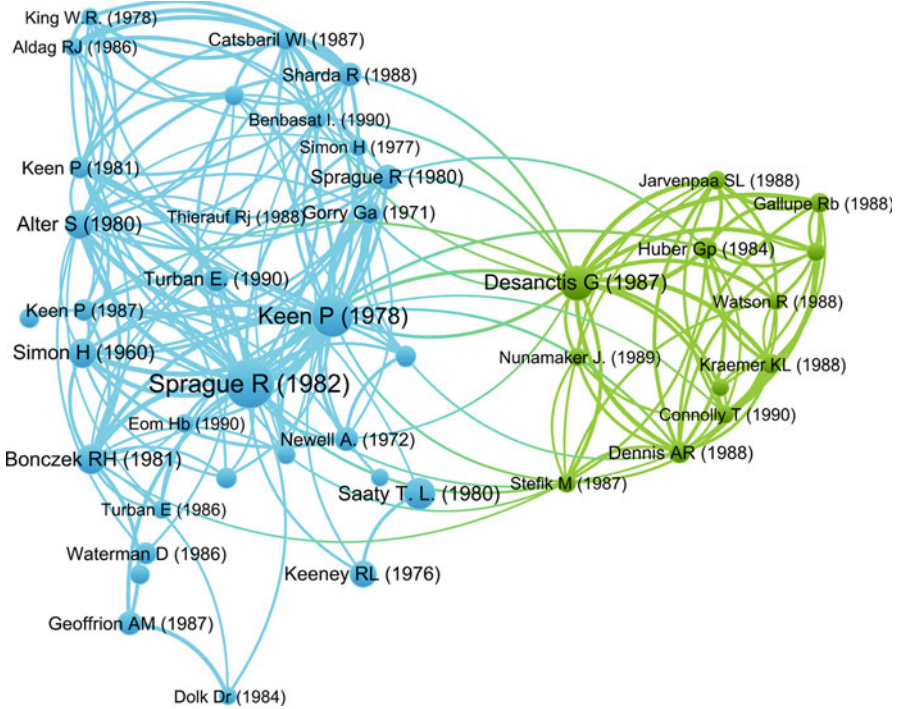 King W.R. (1978)
Aldag RJ (1986)
Catsbaril Wl (1987)
Sharda R (1988)
Benbasat I. (1990)
Simon H (1977)
Keen P (1981)
Sprague R (1980)
Jarvenpaa SL (1988)
Gallupe Rb (1988)
Alter S (1980)
Thierauf Rj (1988)
Gorry Ga (1971)
Huber Gp (1984)
Turban E. (1990)
Desanctis G (1987)
Keen P (1987)
Keen P (1978)
Watson R (1988)
Simon H (1960)
Nunamaker J. (1989)
Kraemer KL (1988)
Sprague R (1982)
Connolly T (1990)
Eom Hb (1990)
Newell A. (1972)
Bonczek RH (1981)
Dennis AR (1988)
Stefik M (1987)
Saaty T. L. (1980)
Turban E (1986)
Waterman D (1986)
Keeney RL (1976)
Geoffrion AM (1987)
Dolk Dr (1984)